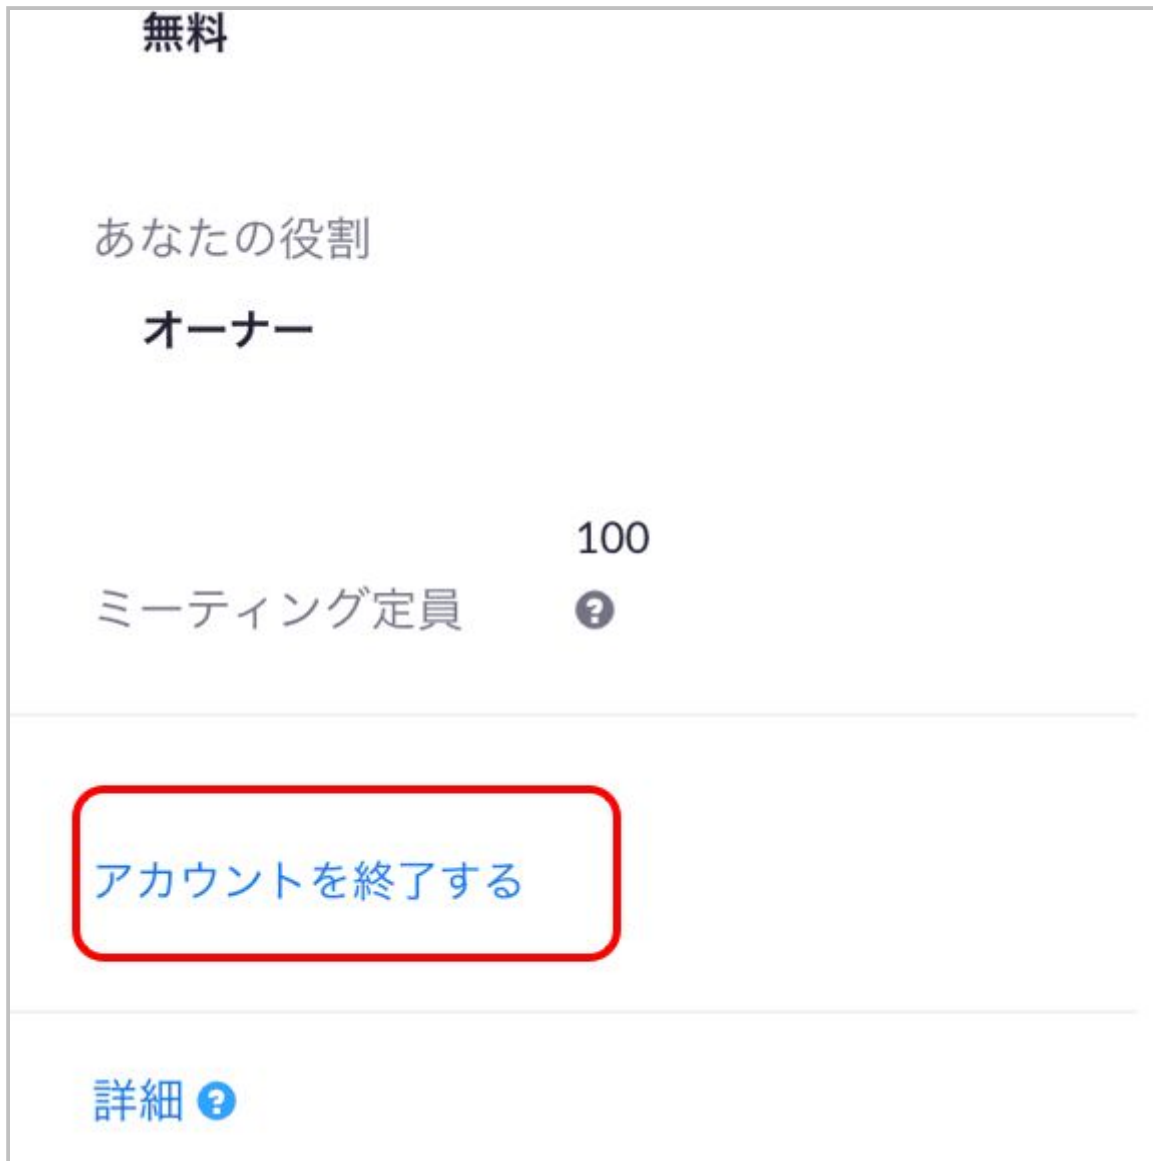 無料
あなたの役割
オーナー
100
ミーティング定員
アカウントを終了する
詳細